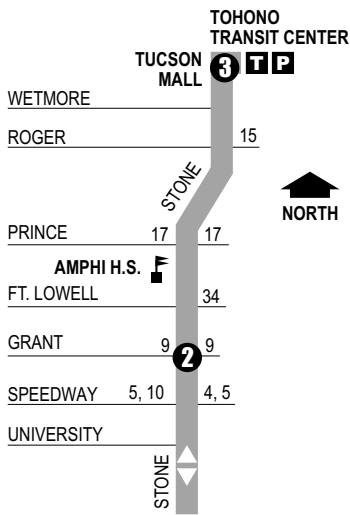 TOHONO
TRANSIT CENTER
TUCSON
MALL
3 T P
WETMORE
ROGER 15
STONE
NORTH
PRINCE 17 17
AMPHI H.S.
FT. LOWELL 34
GRANT 9 2 9
SPEEDWAY 5, 10 4, 5
UNIVERSITY
STONE